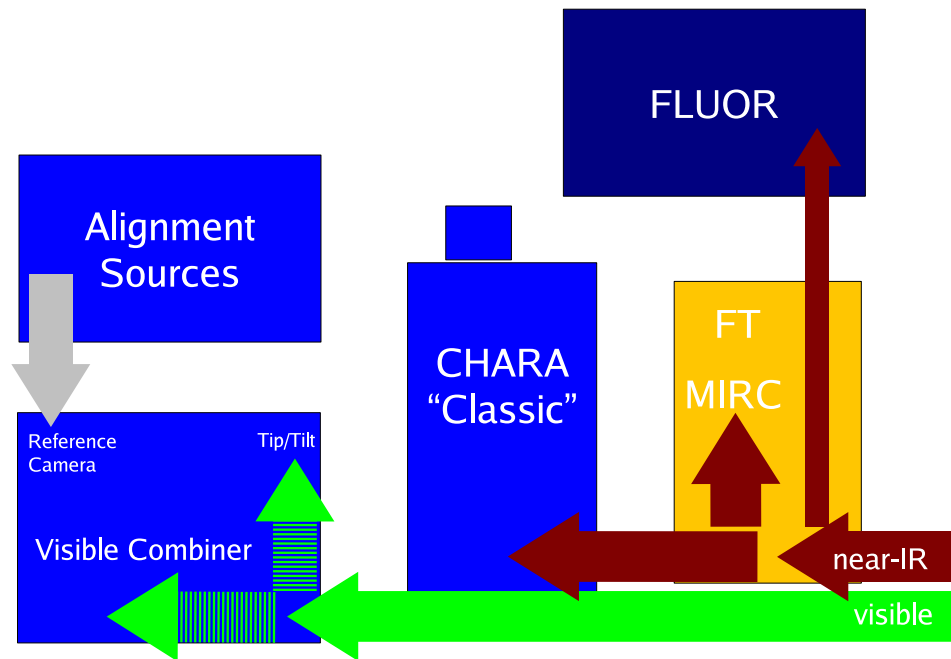 FLUOR
Alignment
Sources
FT
CHARA
“Classic”
MIRC
Reference
Camera
Tip/Tilt
Visible Combiner
near-IR
visible